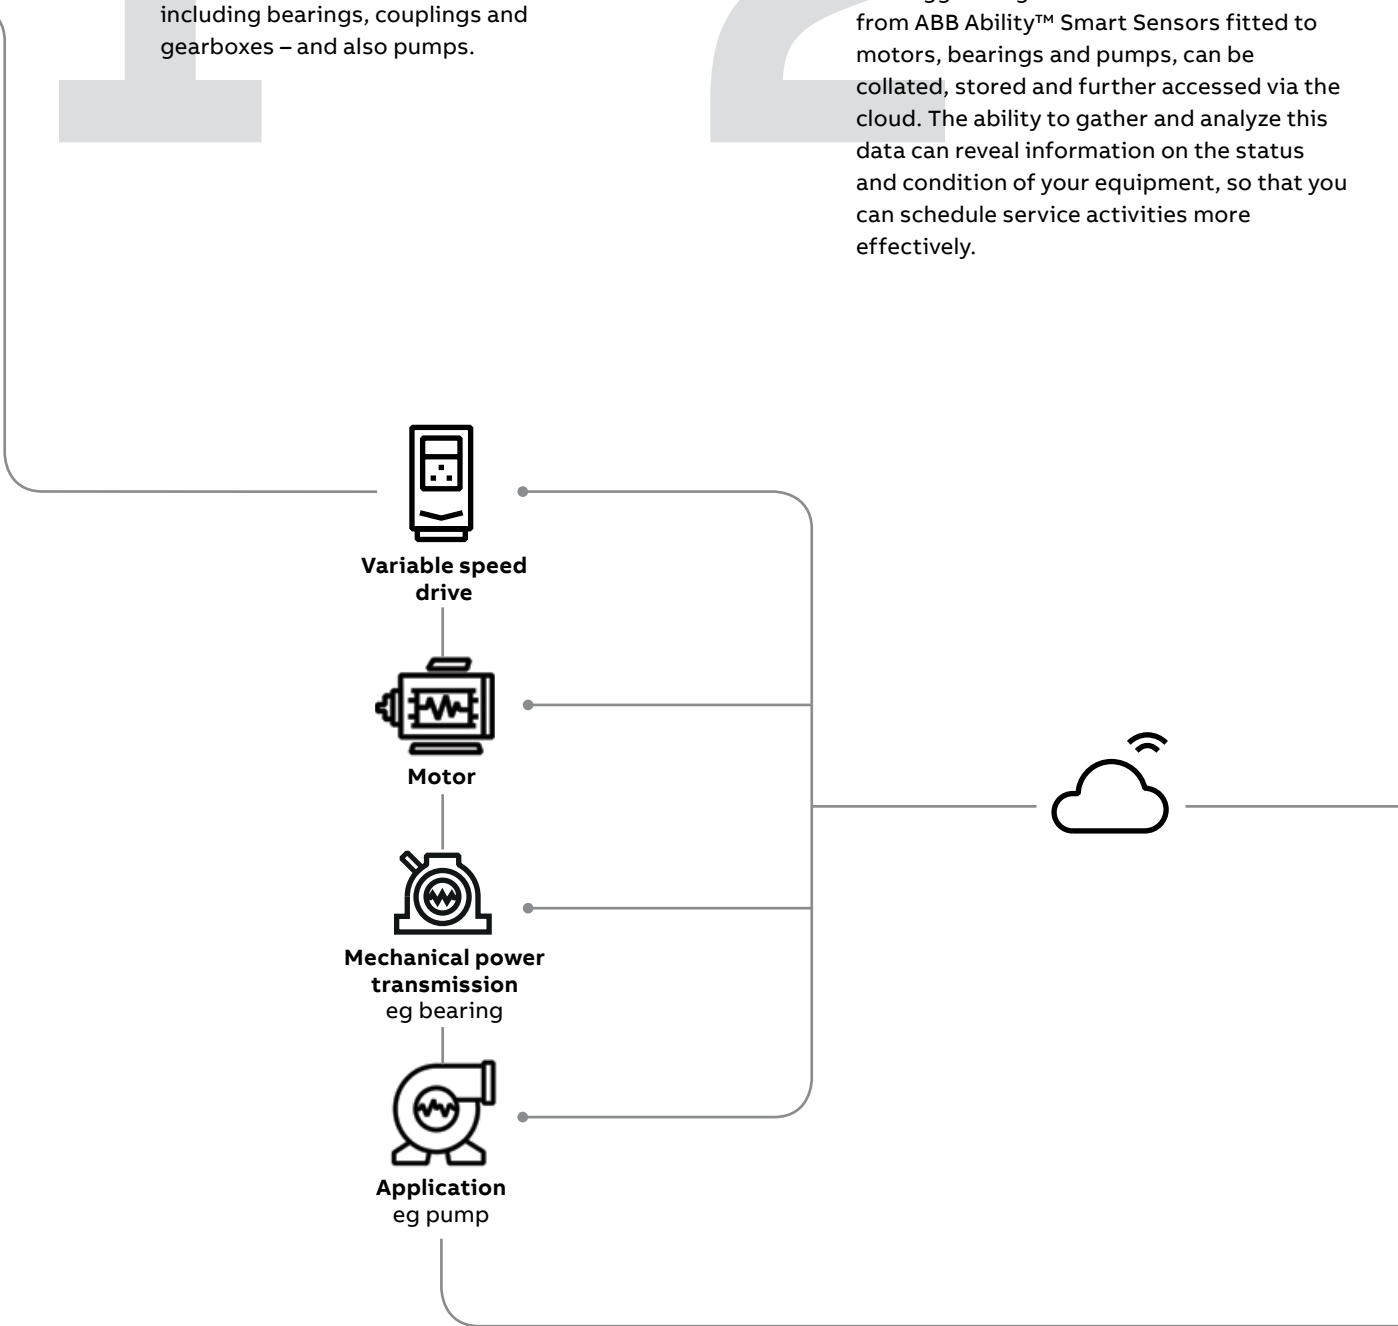 1
including bearings, couplings and
gearboxes – and also pumps.
2
from ABB Ability™ Smart Sensors fitted to
motors, bearings and pumps, can be
collated, stored and further accessed via the
cloud. The ability to gather and analyze this
data can reveal information on the status
and condition of your equipment, so that you
can schedule service activities more
effectively.
Variable speed
drive
Motor
Mechanical power
transmission
eg bearing
Application
eg pump